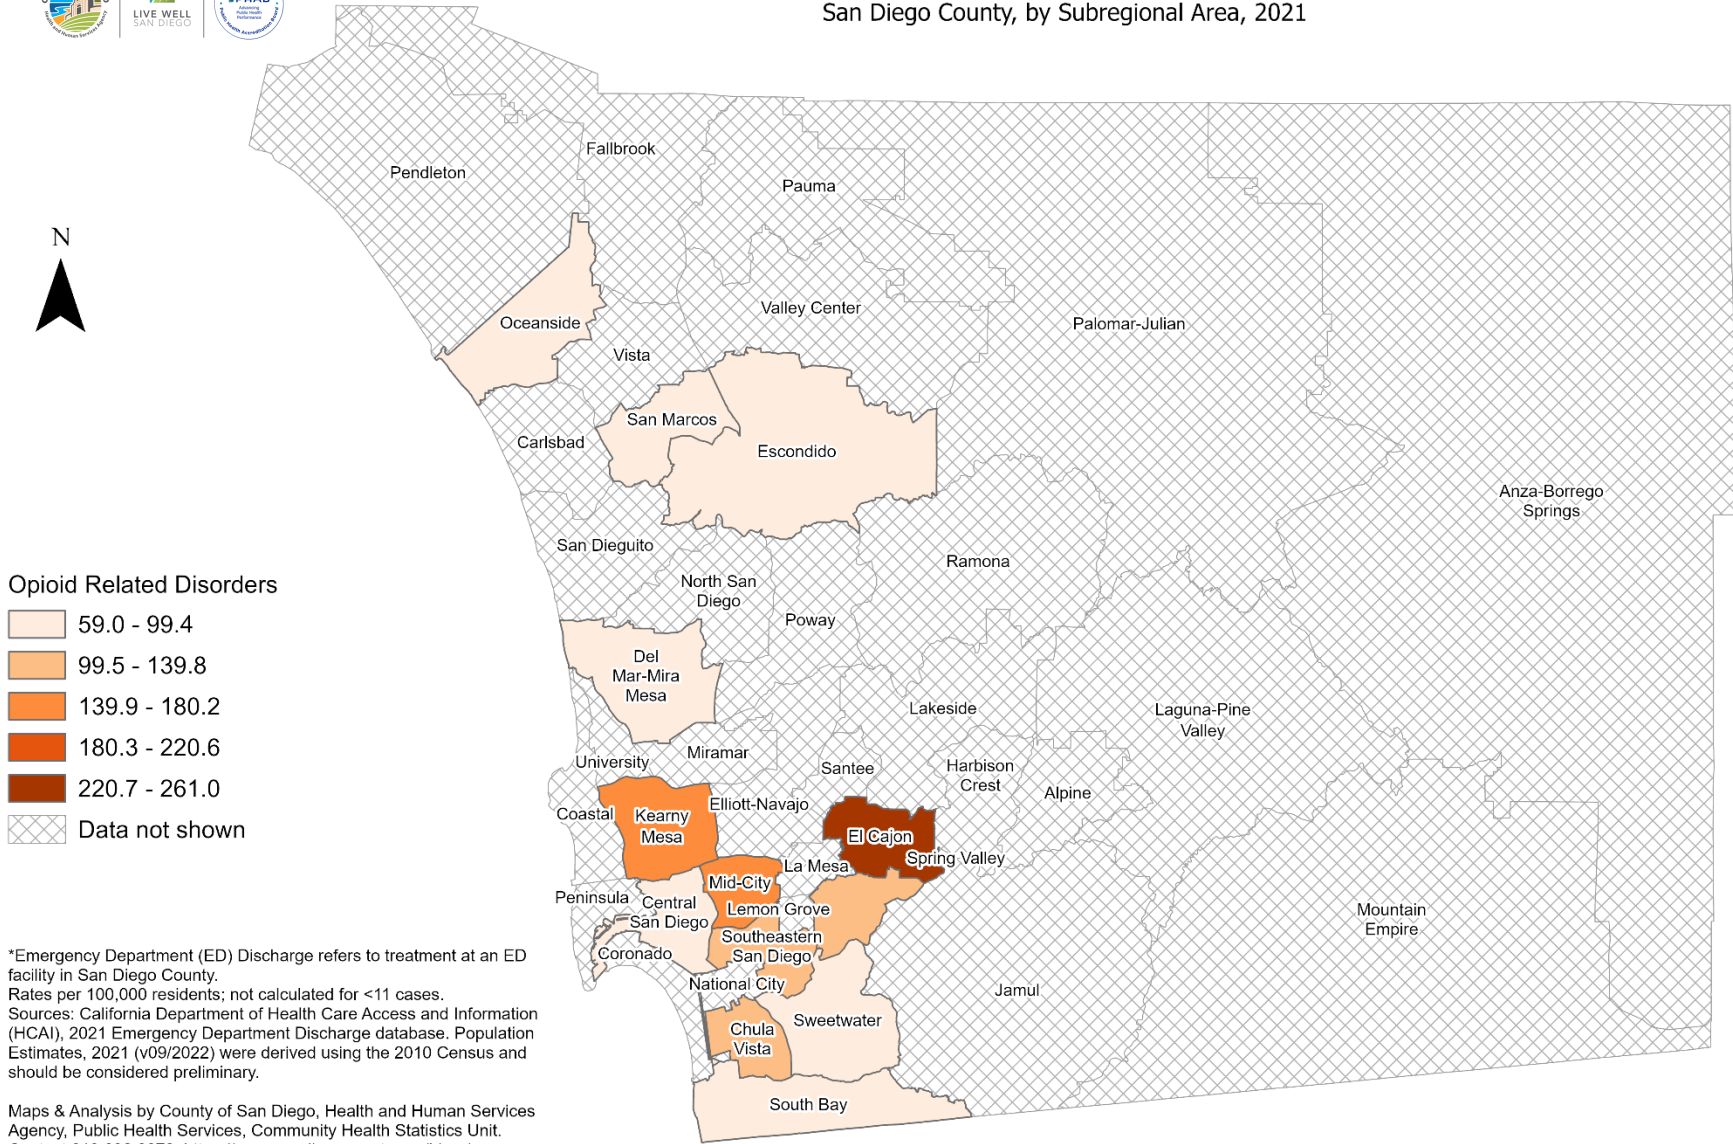 LIVE WELL
SAN DIEGO
San Diego County, by Subregional Area, 2021
N
Pendleton
Fallbrook
Pauma
Oceanside
Valley Center
Palomar-Julian
Vista
San Marcos
Carlsbad
Escondido
Anza-Borrego
Springs
San Dieguito
Ramona
North San
Diego
Poway
Del
Mar-Mira
Mesa
Lakeside
Laguna-Pine
Valley
Miramar
University
Santee
Harbison
Crest
Alpine
Coastal
Kearny
Mesa
Elliott-Navajo
El Cajon
La Mesa
Spring Valley
Mid-City
Peninsula
Central
San Diego
Lemon Grove
Mountain
Empire
Southeastern
San Diego
Coronado
National City
Jamul
Chula
Vista
Sweetwater
South Bay
Opioid Related Disorders
59.0 - 99.4
99.5 - 139.8
139.9 - 180.2
180.3 - 220.6
220.7 - 261.0
Data not shown
*Emergency Department (ED) Discharge refers to treatment at an ED
facility in San Diego County.
Rates per 100,000 residents; not calculated for <11 cases.
Sources: California Department of Health Care Access and Information
(HCAI), 2021 Emergency Department Discharge database. Population
Estimates, 2021 (v09/2022) were derived using the 2010 Census and
should be considered preliminary.
Maps & Analysis by County of San Diego, Health and Human Services
Agency, Public Health Services, Community Health Statistics Unit.